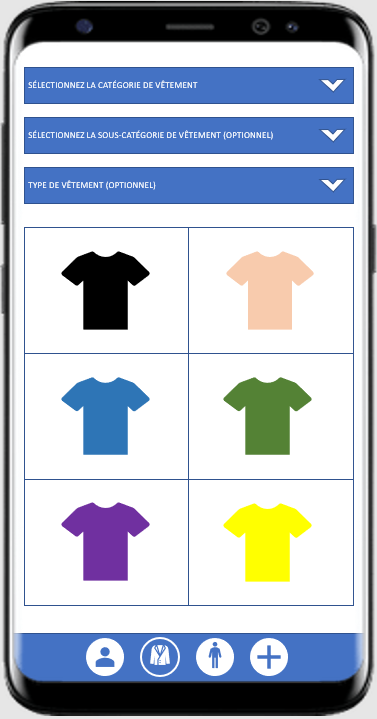 SÉLECTIONNEZ LA CATÉGORIE DE VÊTEMENT
SÉLECTIONNEZ LA SOUS-CATÉGORIE DE VÊTEMENT (OPTIONNEL)
TYPE DE VÊTEMENT (OPTIONNEL)